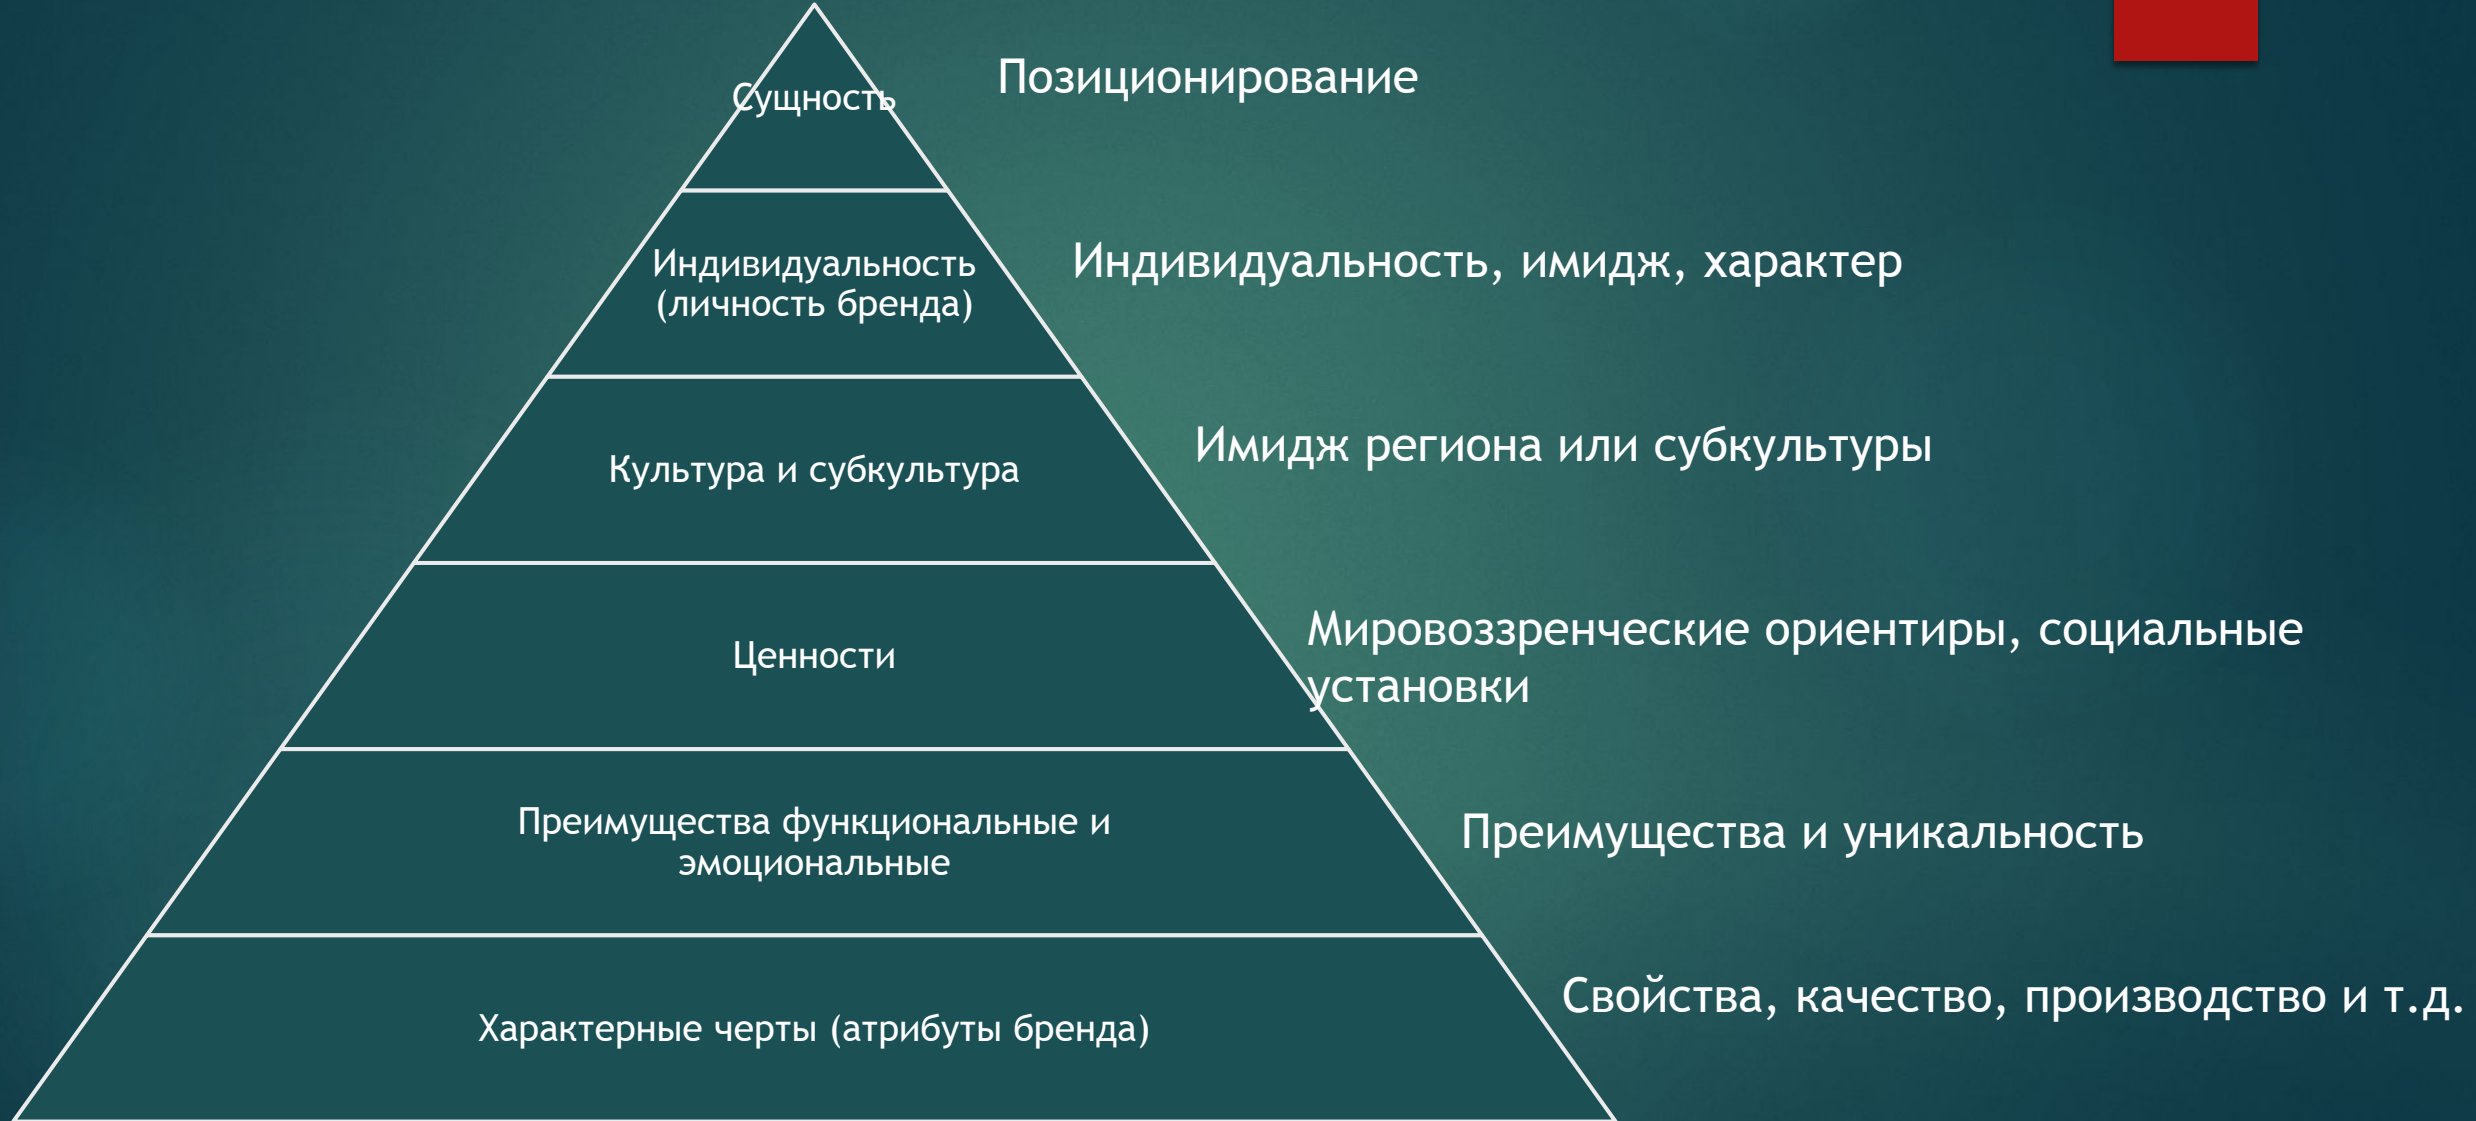 Сущность
Позиционирование
Индивидуальность
(личность бренда)
Индивидуальность, имидж, характер
Культура и субкультура
Имидж региона или субкультуры
Ценности
Мировоззренческие ориентиры, социальные
установки
Преимущества функциональные и
эмоциональные
Преимущества и уникальность
Характерные черты (атрибуты бренда)
Свойства, качество, производство и т.д.